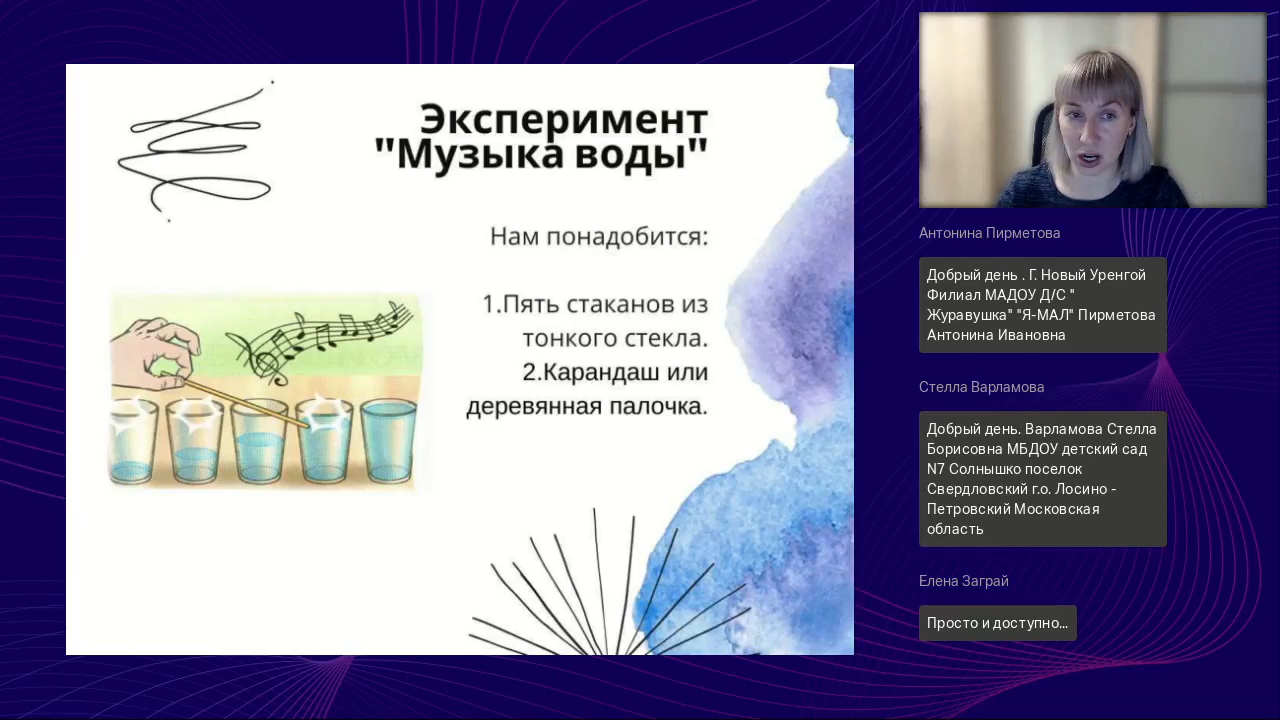 Эксперимент
"Музыка воды"
Нам понадобится:
1.Пять стаканов из
тонкого стекла.
2.Карандаш или
деревянная палочка.
Антонина Пирметова
Добрый день . Г. Новый Уренгой
Филиал МАДОУ Д/С "
Журавушка" "Я-МАЛ" Пирметова
Антонина Ивановна
Стелла Варламова
Добрый день. Варламова Стелла
Борисовна МБДОУ детский сад
N7 Солнышко поселок
Свердловский г.о. Лосино -
Петровский Московская
область
Елена Заграй
Просто и доступно...